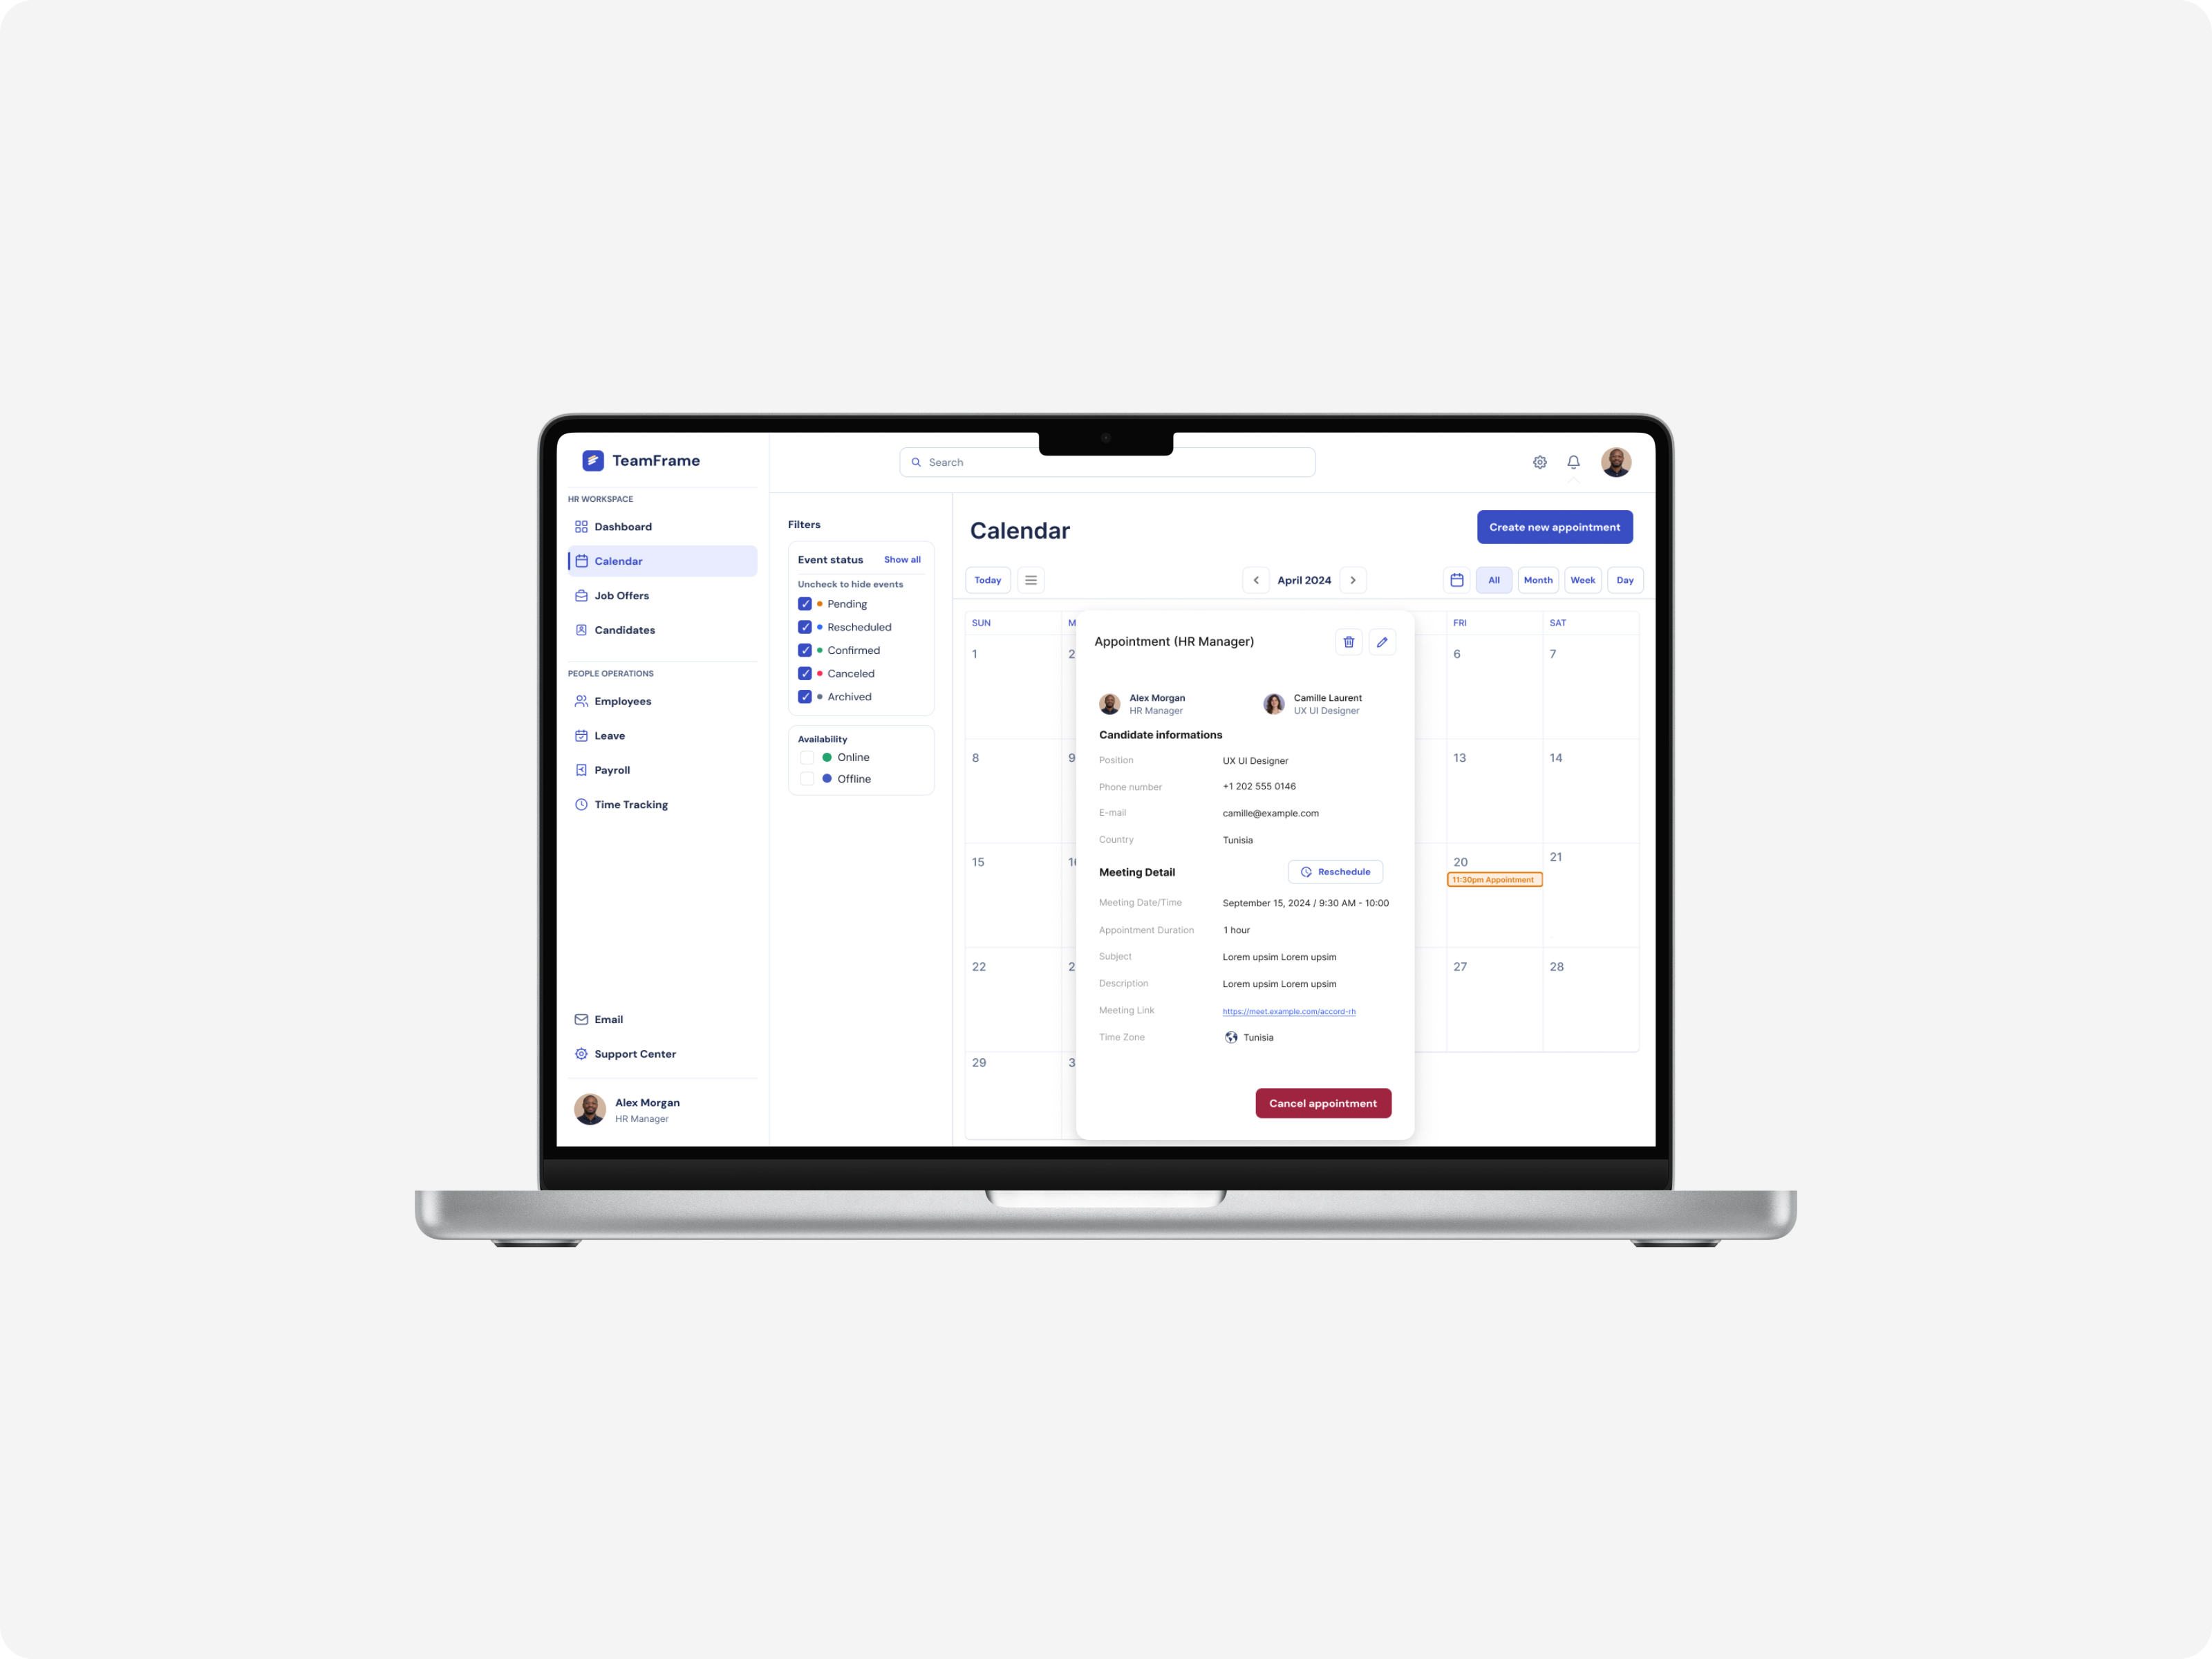 TeamFrame
Search
HR WORKSPACE
Dashboard
Calendar
Job Offers
Candidates
PEOPLE OPERATIONS
Employees
Leave
Payroll
Time Tracking
Email
Support Center
Alex Morgan
HR Manager
Filters
Event status Show all
Uncheck to hide events
Pending
Rescheduled
Confirmed
Canceled
Archived
Availability
Online
Offline
Calendar
Create new appointment
Today
April 2024
All Month Week Day
SUN M FRI SAT
1 2 6 7
8 9 13 14
15 16 20 21
11:30pm Appointment
22 2 27 28
29 3
Appointment (HR Manager)
Alex Morgan
HR Manager
Camille Laurent
UX UI Designer
Candidate informations
Position UX UI Designer
Phone number +1 202 555 0146
E-mail camille@example.com
Country Tunisia
Meeting Detail Reschedule
Meeting Date/Time September 15, 2024 / 9:30 AM - 10:00
Appointment Duration 1 hour
Subject Lorem upsim Lorem upsim
Description Lorem upsim Lorem upsim
Meeting Link https://meet.example.com/accord-rh
Time Zone Tunisia
Cancel appointment